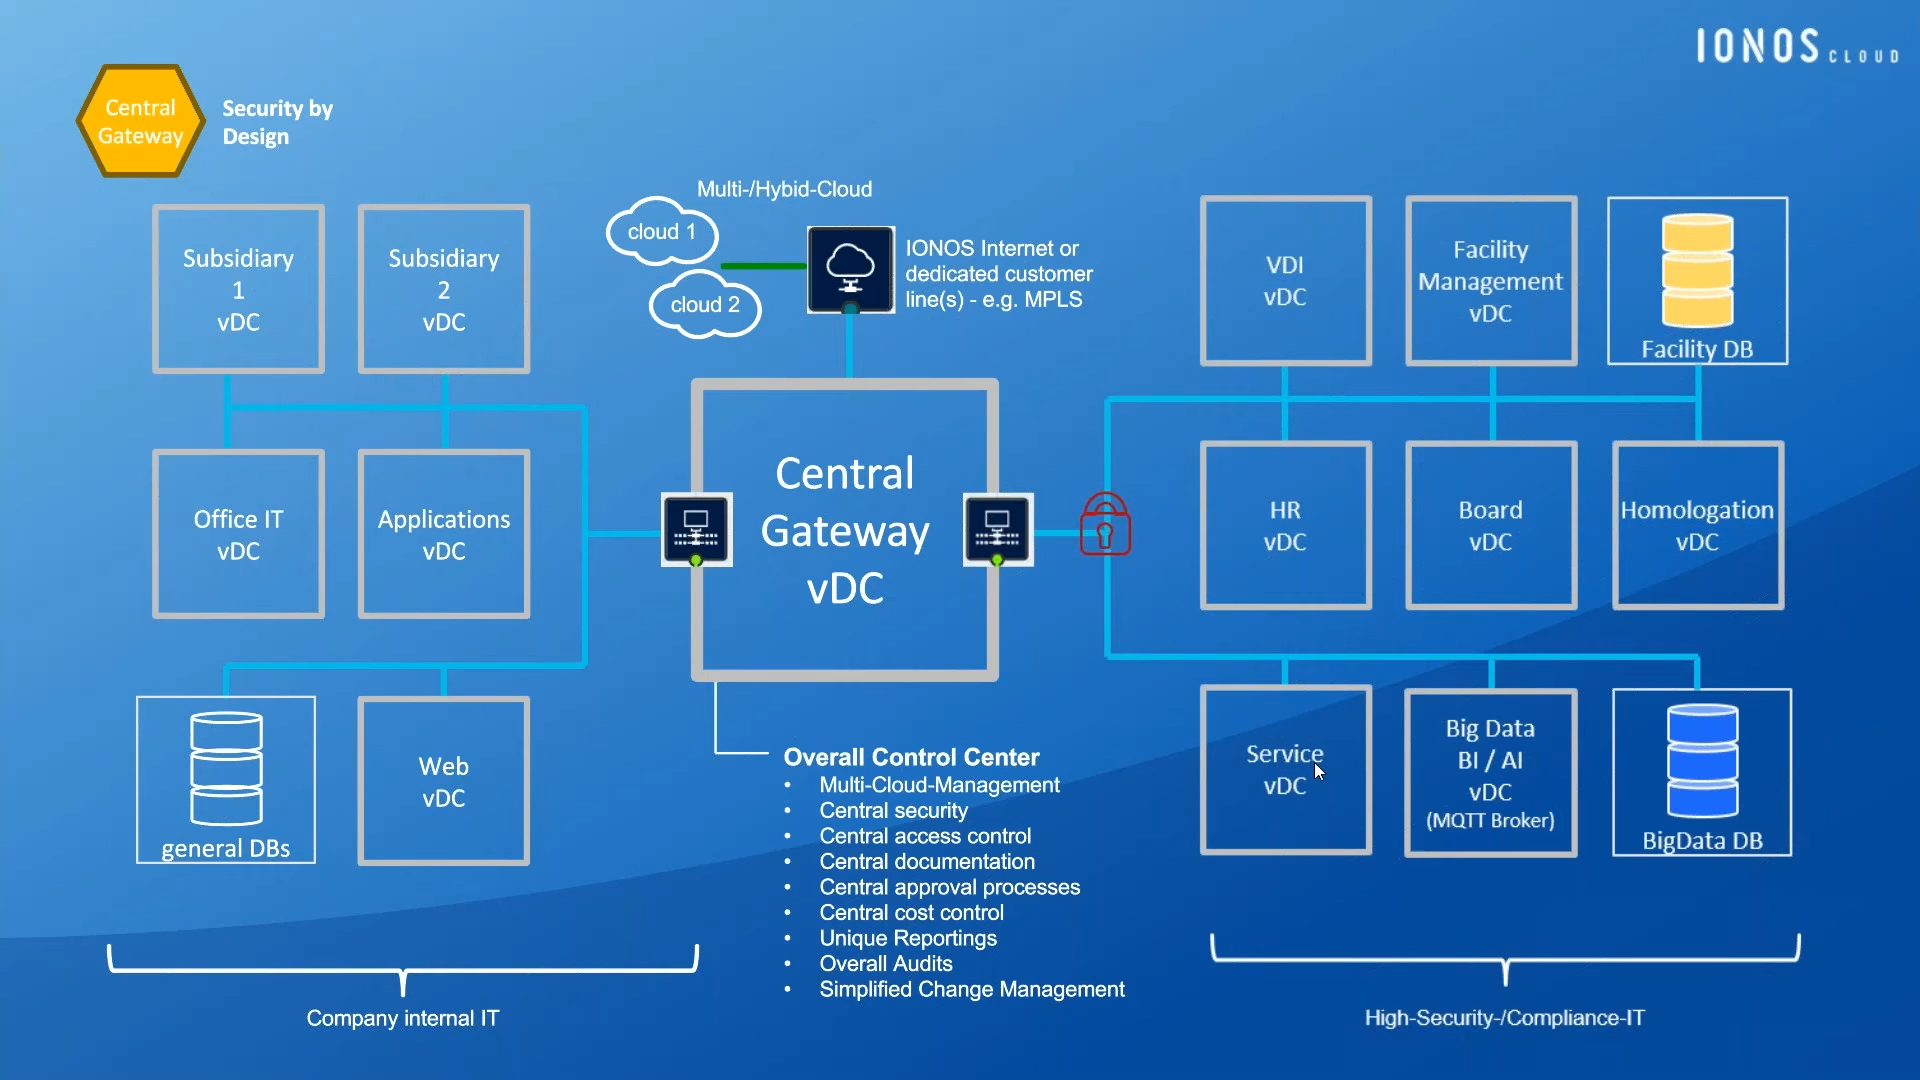 IONOS CLOUD
Central
Gateway
Security by
Design
Multi-/Hybid-Cloud
cloud 1
cloud 2
IONOS Internet or
dedicated customer
line(s) - e.g. MPLS
Subsidiary
1
vDC
Subsidiary
2
vDC
Office IT
vDC
Applications
vDC
general DBs
Web
vDC
Central
Gateway
vDC
VDI
vDC
Facility
Management
vDC
Facility DB
HR
vDC
Board
vDC
Homologation
vDC
Service
vDC
Big Data
BI / AI
vDC
(MQTT Broker)
BigData DB
Overall Control Center
• Multi-Cloud-Management
• Central security
• Central access control
• Central documentation
• Central approval processes
• Central cost control
• Unique Reportings
• Overall Audits
• Simplified Change Management
Company internal IT
High-Security-/Compliance-IT